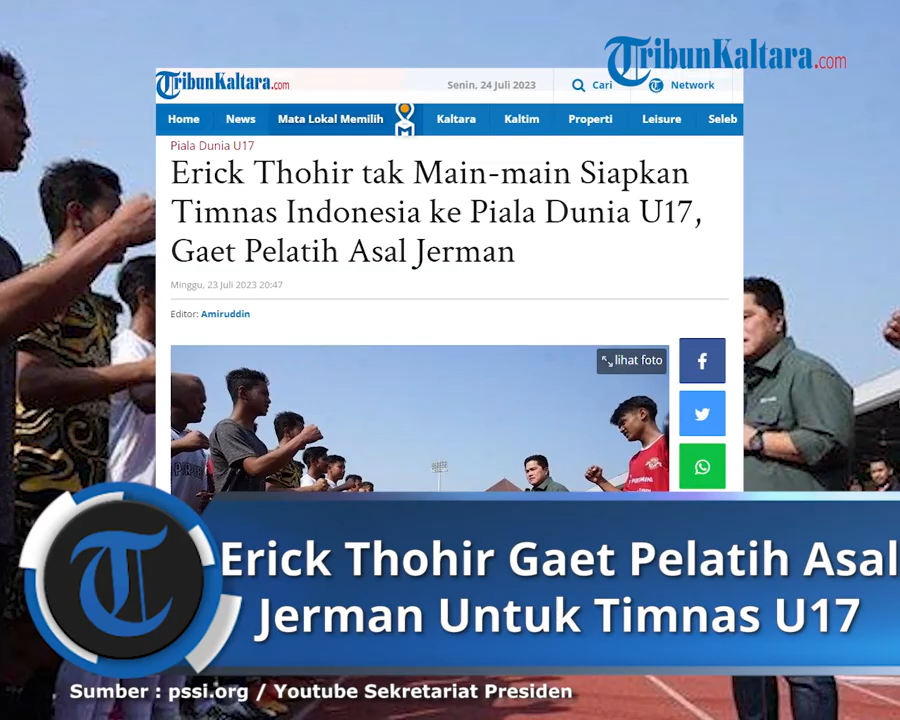 TribunKaltara.com
TribunKaltara.com
Senin, 24 Juli 2023
Cari
Network
Home
News
Mata Lokal Memilih
M
Kaltara
Kaltim
Properti
Leisure
Seleb
Piala Dunia U17
Erick Thohir tak Main-main Siapkan
Timnas Indonesia ke Piala Dunia U17,
Gaet Pelatih Asal Jerman
Minggu, 23 Juli 2023 20:47
Editor: Amiruddin
lihat foto
Erick Thohir Gaet Pelatih Asal
Jerman Untuk Timnas U17
Sumber : pssi.org / Youtube Sekretariat Presiden